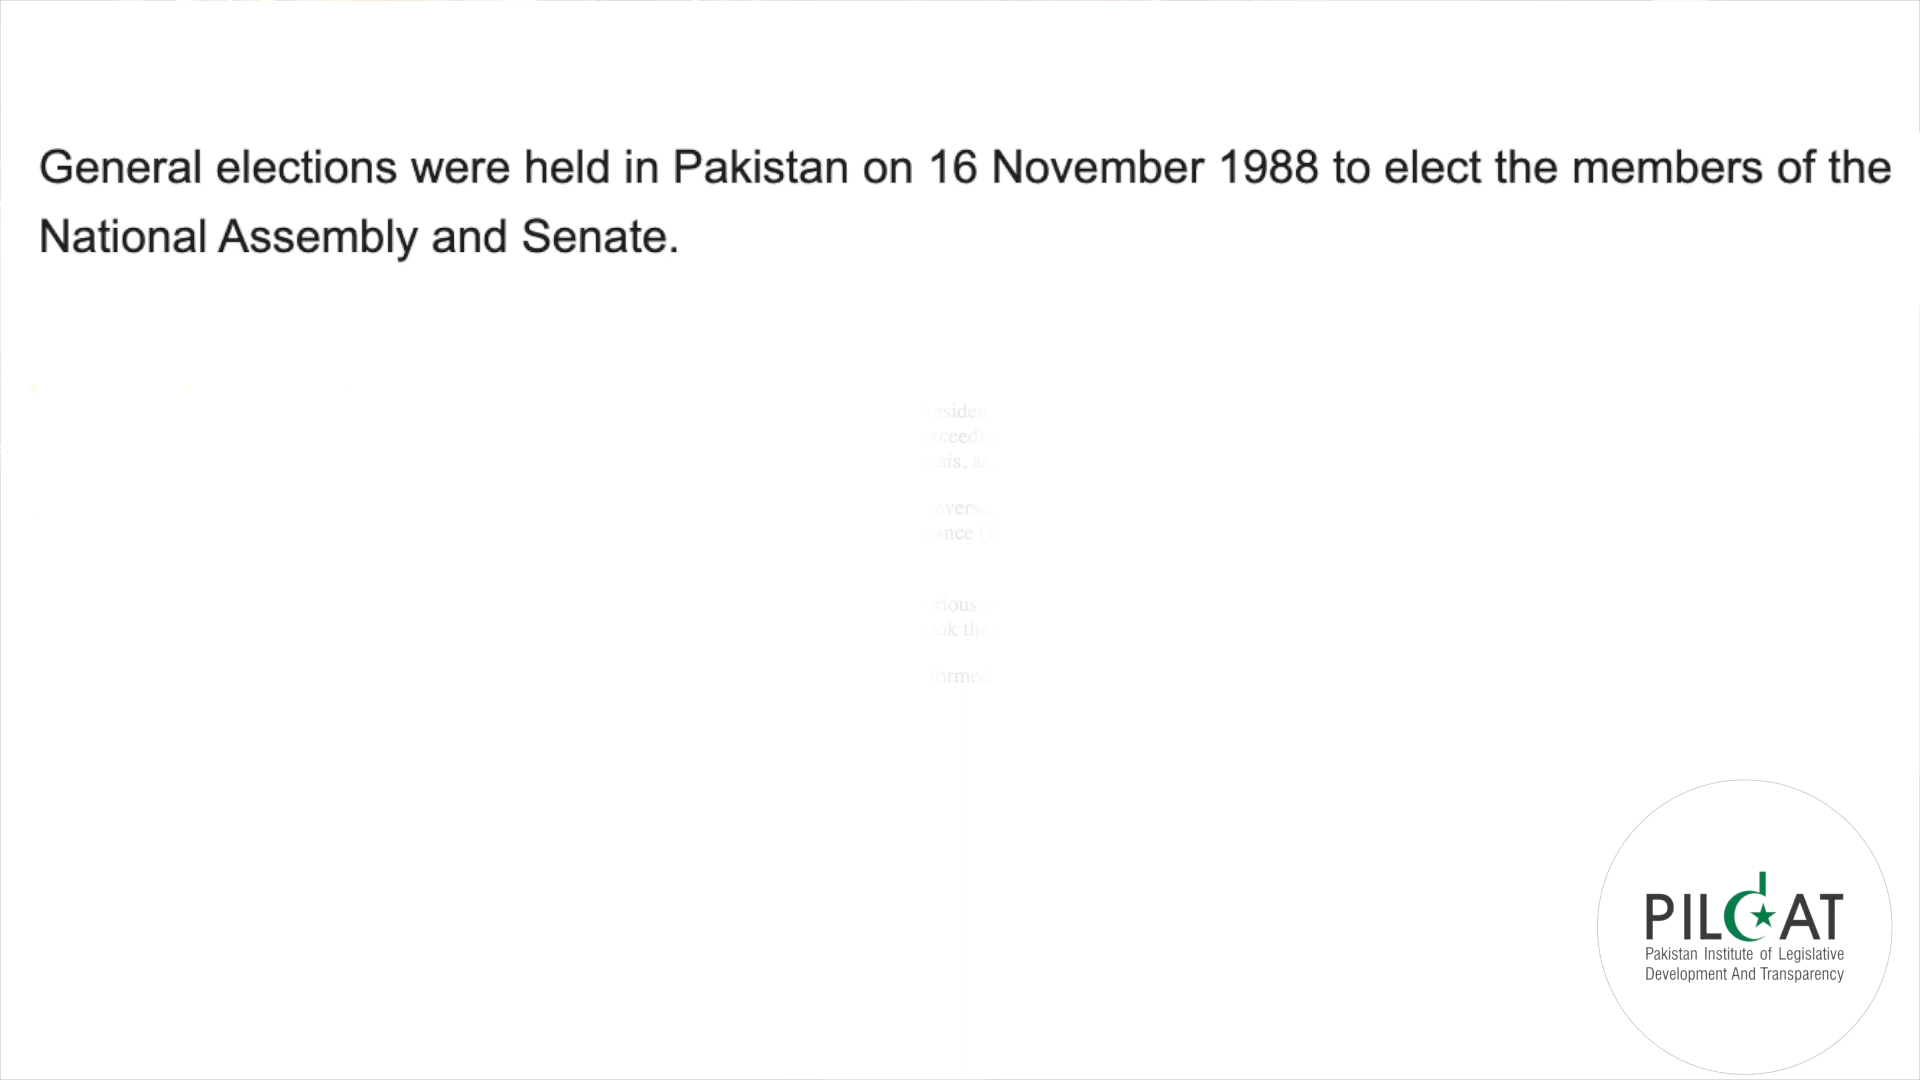 General elections were held in Pakistan on 16 November 1988 to elect the members of the
National Assembly and Senate.
PILDAT
Pakistan Institute of Legislative
Development And Transparency